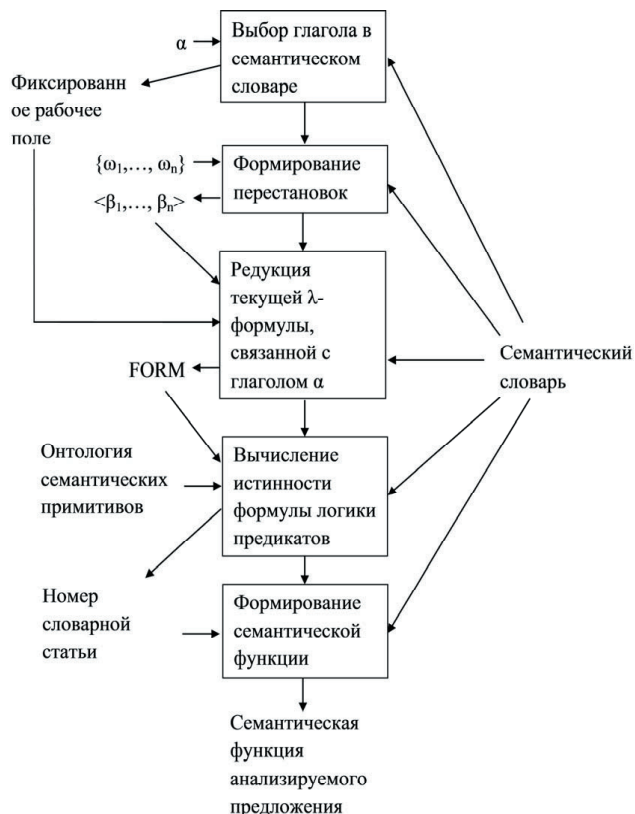 α
Выбор глагола в
семантическом
словаре
Фиксированн
ое рабочее
поле
{ω₁,…, ωₙ}
<β₁,…, βₙ>
Формирование
перестановок
Редукция
текущей λ-
формулы,
связанной с
глаголом α
Семантический
словарь
FORM
Онтология
семантических
примитивов
Вычисление
истинности
формулы логики
предикатов
Номер
словарной
статьи
Формирование
семантической
функции
Семантическая
функция
анализируемого
предложения